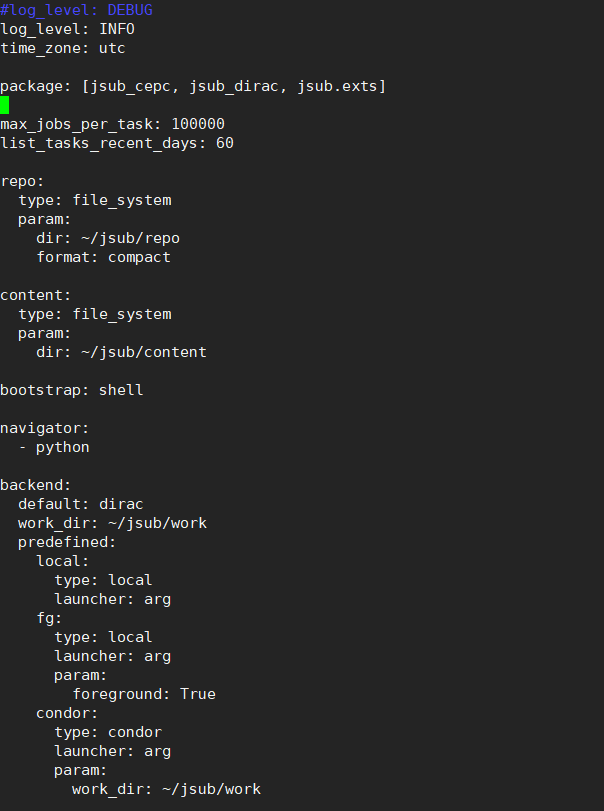 #log_level: DEBUG
log_level: INFO
time_zone: utc

package: [jsub_cepc, jsub_dirac, jsub.exts]

max_jobs_per_task: 100000
list_tasks_recent_days: 60

repo:
  type: file_system
  param:
    dir: ~/jsub/repo
    format: compact

content:
  type: file_system
  param:
    dir: ~/jsub/content

bootstrap: shell

navigator:
  - python

backend:
  default: dirac
  work_dir: ~/jsub/work
  predefined:
    local:
      type: local
      launcher: arg
    fg:
      type: local
      launcher: arg
      param:
        foreground: True
    condor:
      type: condor
      launcher: arg
      param:
        work_dir: ~/jsub/work